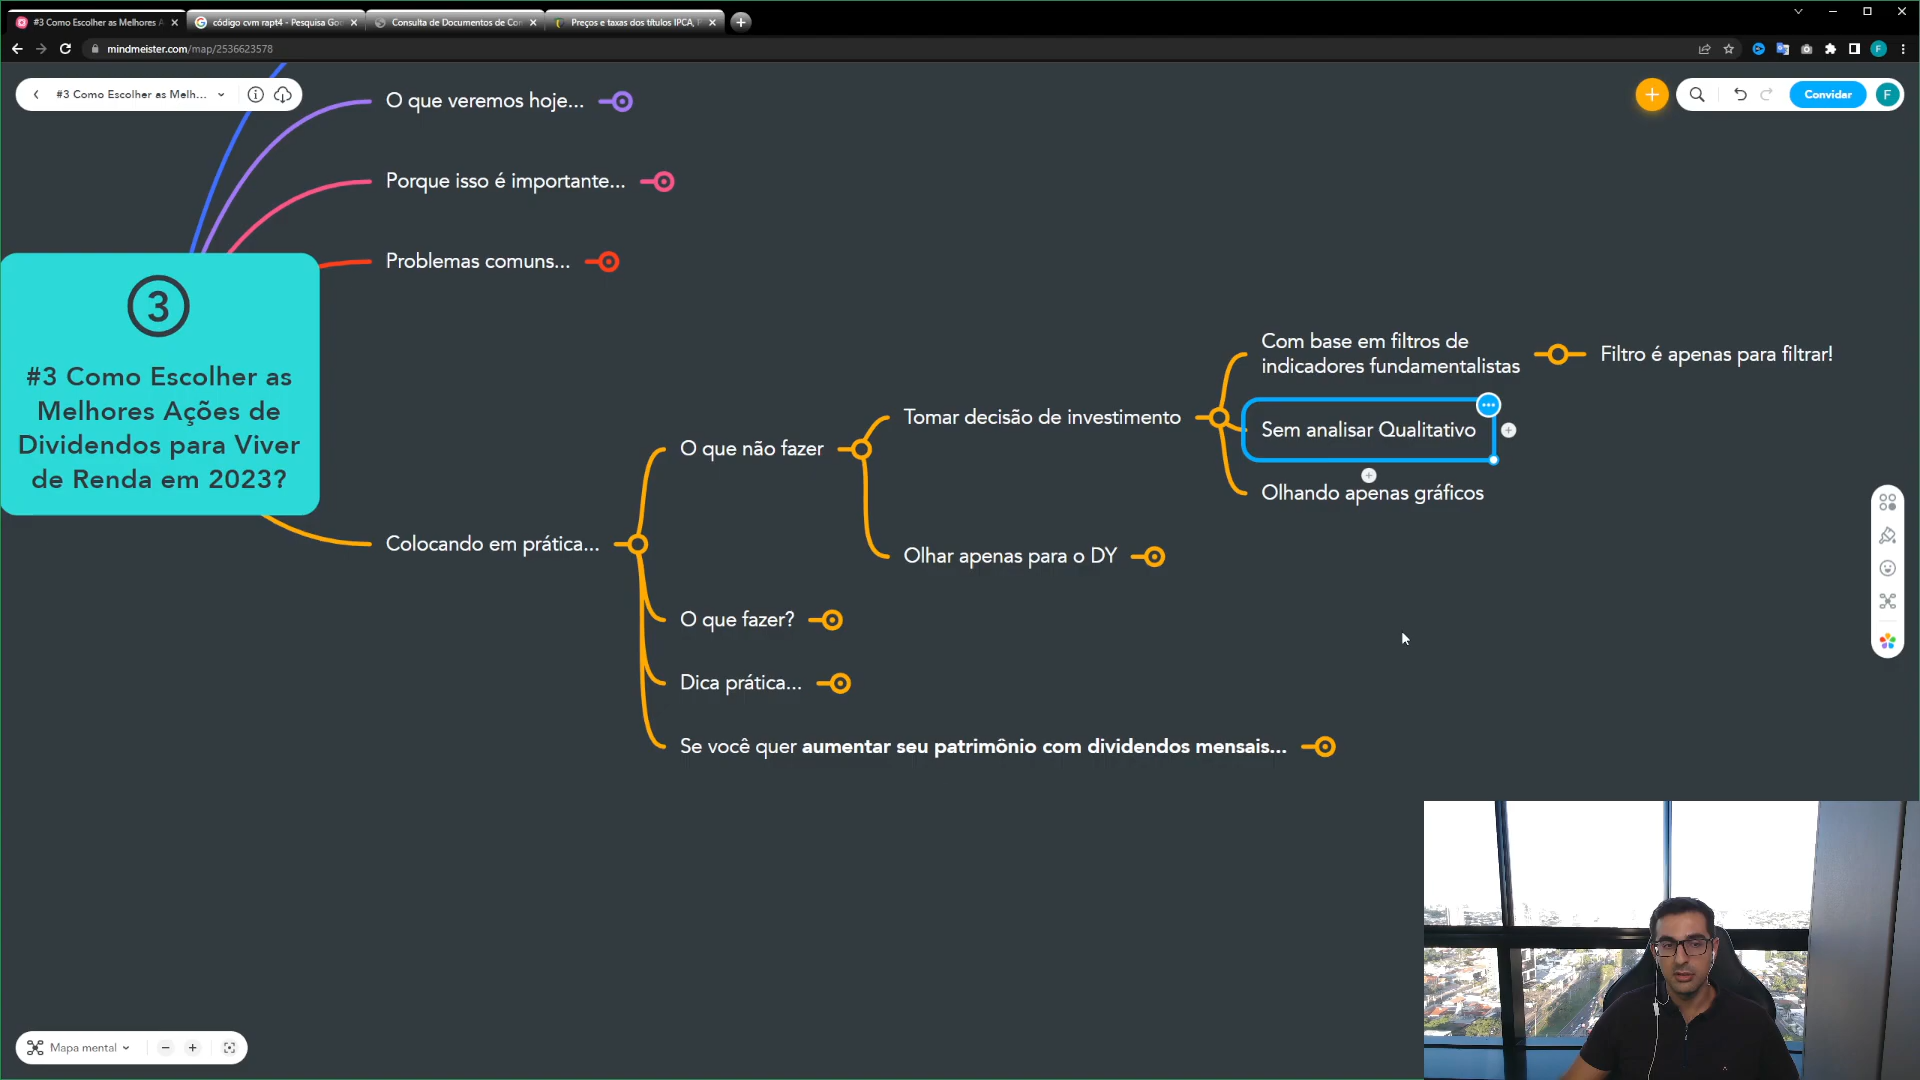 #3 Como Escolher as Melhores A
código cvm rapt4 - Pesquisa Goo
Consulta de Documentos de Co
Preços e taxas dos títulos IPCA,
mindmeister.com/map/2536623578
#3 Como Escolher as Melh...
Convidar
F
O que veremos hoje...
Porque isso é importante...
Problemas comuns...
3
#3 Como Escolher as
Melhores Ações de
Dividendos para Viver
de Renda em 2023?
Colocando em prática...
O que não fazer
Tomar decisão de investimento
Com base em filtros de
indicadores fundamentalistas
Filtro é apenas para filtrar!
Sem analisar Qualitativo
Olhando apenas gráficos
Olhar apenas para o DY
O que fazer?
Dica prática...
Se você quer aumentar seu patrimônio com dividendos mensais...
Mapa mental